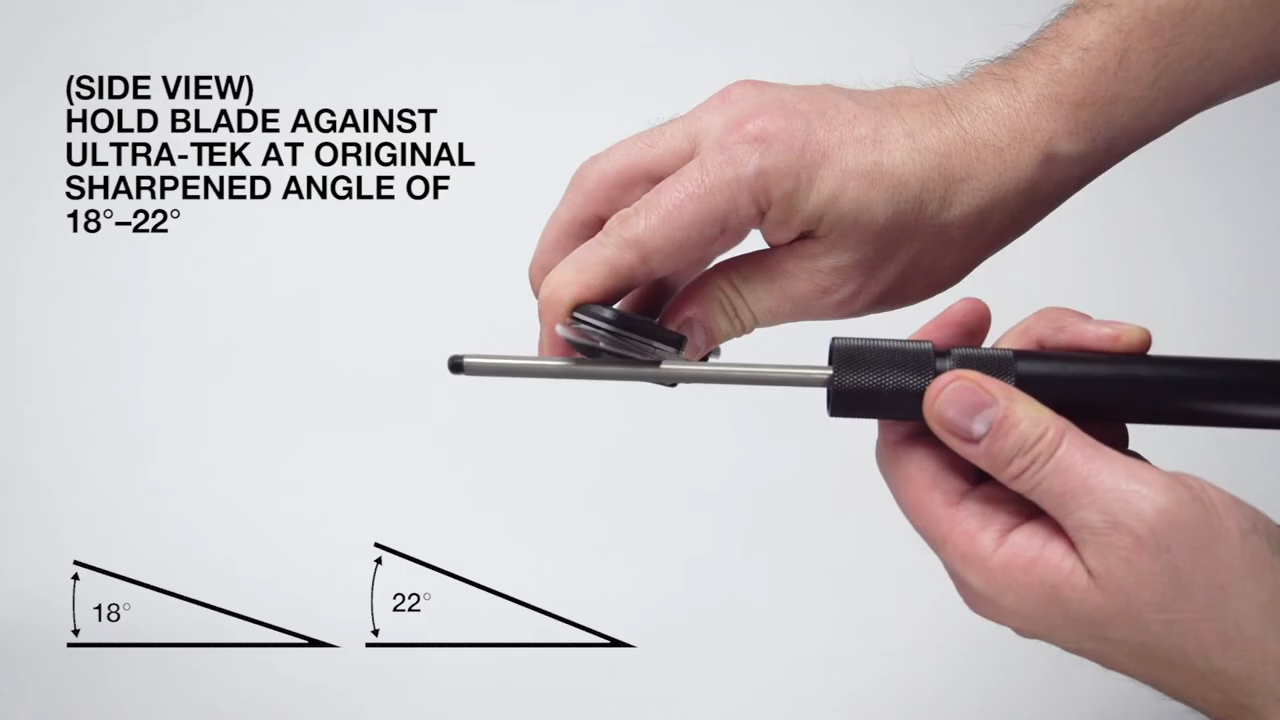 (SIDE VIEW)
HOLD BLADE AGAINST
ULTRA-TEK AT ORIGINAL
SHARPENED ANGLE OF
18°–22°
18°
22°